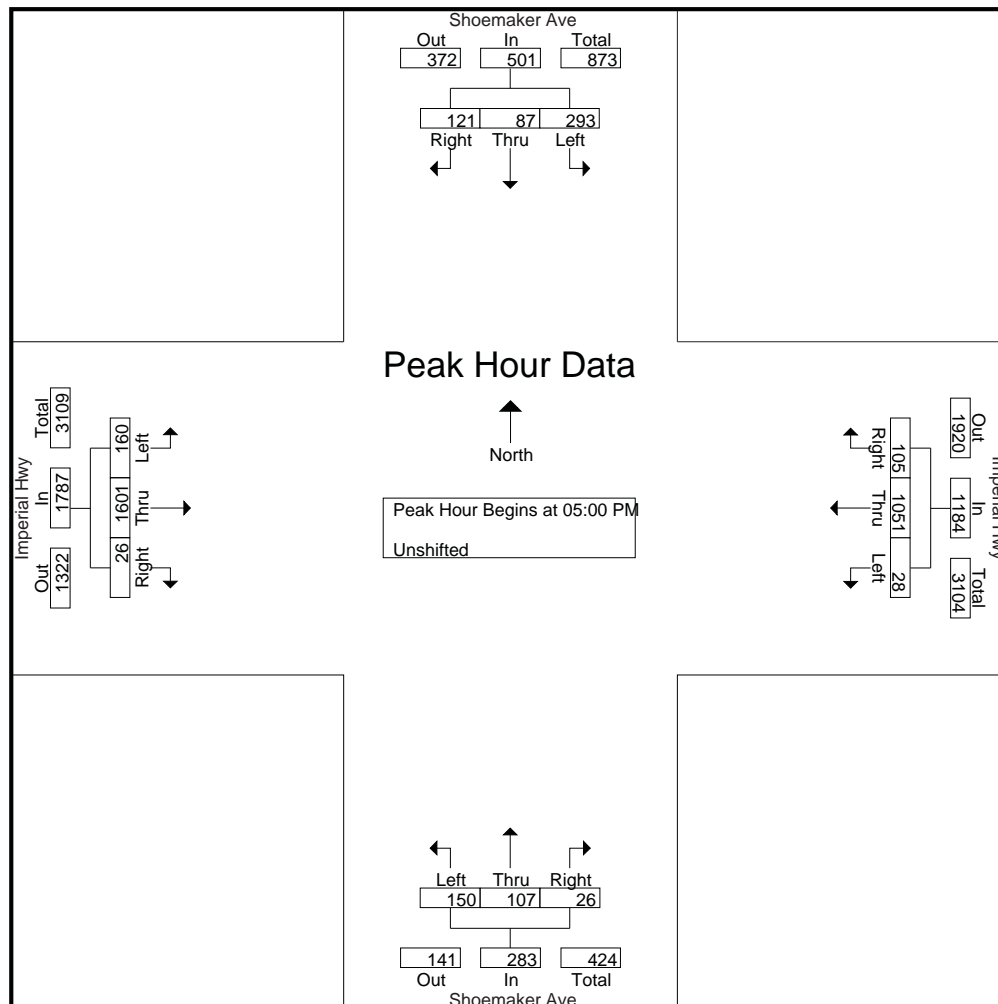 Shoemaker Ave
Out In Total
372 501 873
121 87 293
Right Thru Left
Peak Hour Data
North
Peak Hour Begins at 05:00 PM
Unshifted
Imperial Hwy
Out In Total
1322 1787 3109
26 1601 160
Right Thru Left
Imperial Hwy
Out In Total
1920 1184 3104
105 1051 28
Right Thru Left
Left Thru Right
150 107 26
141 283 424
Out In Total
Shoemaker Ave